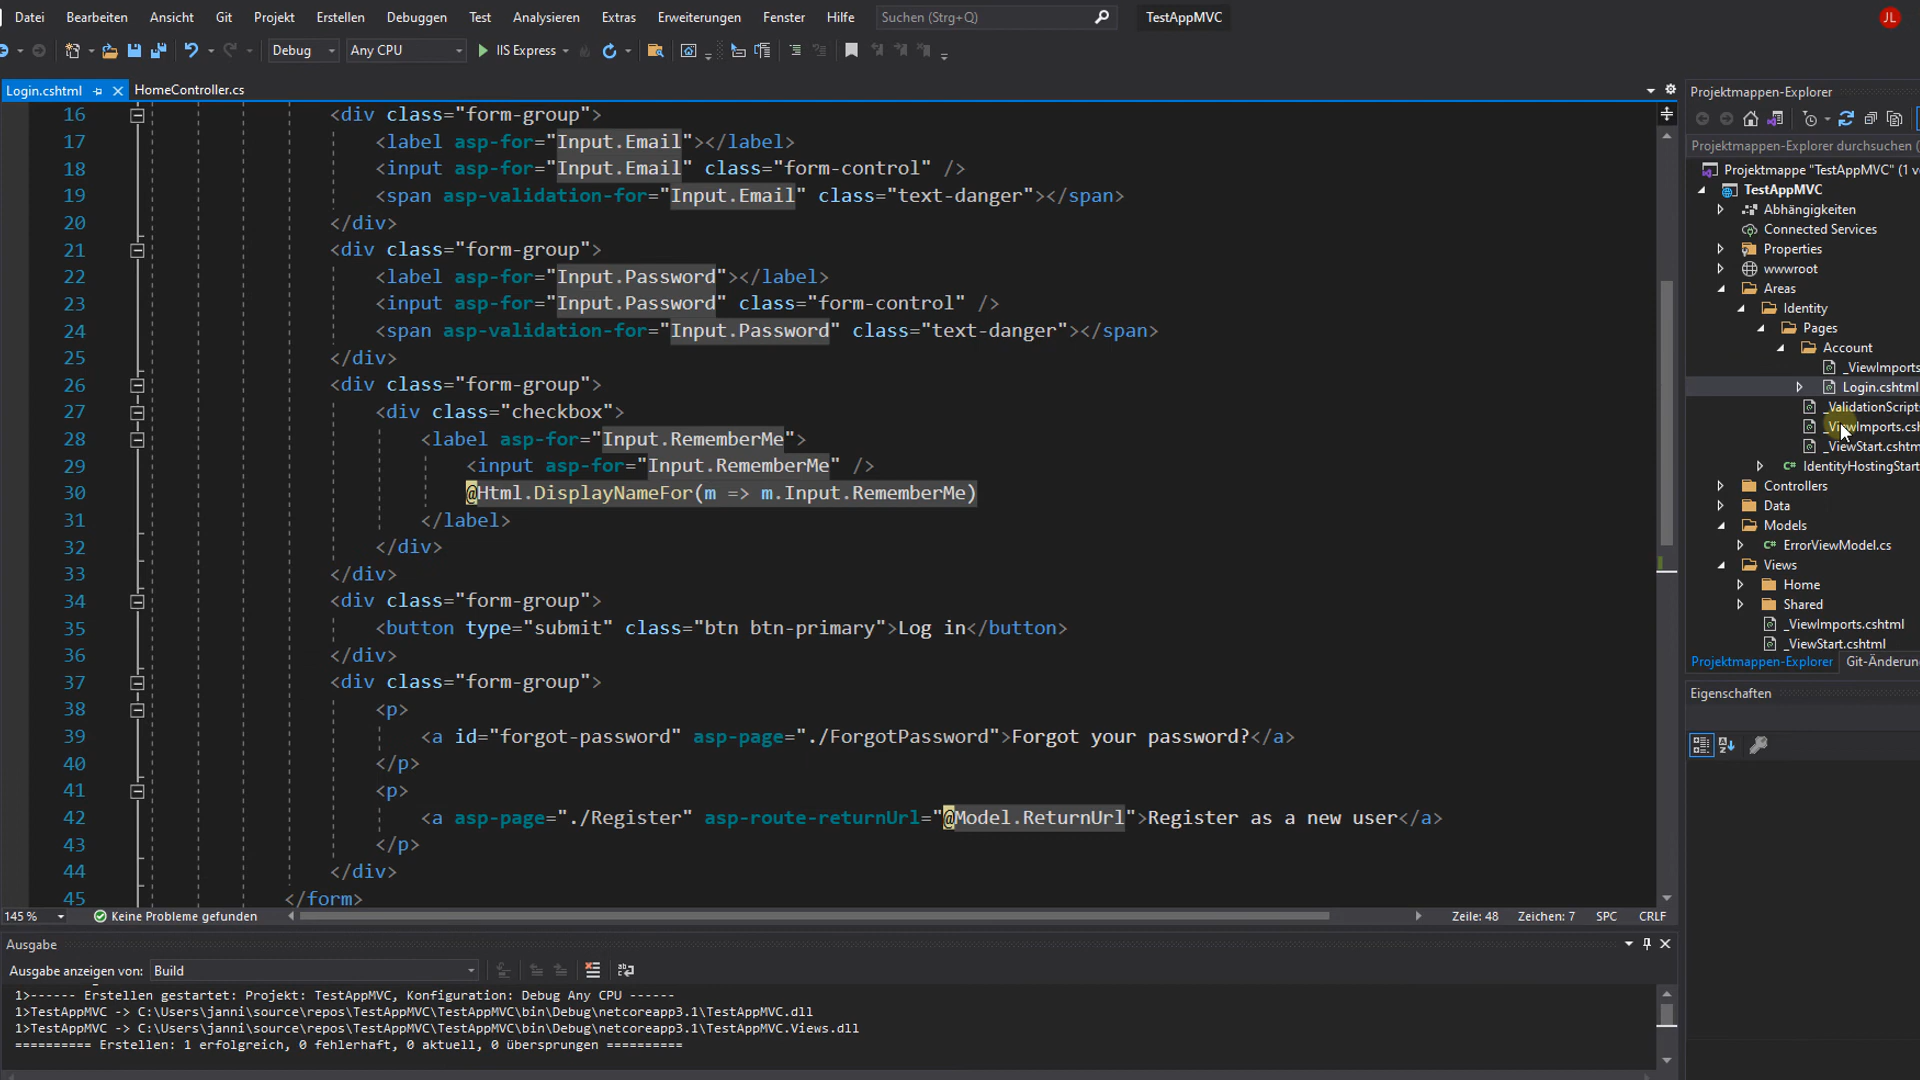 Datei Bearbeiten Ansicht Git Projekt Erstellen Debuggen Test Analysieren Extras Erweiterungen Fenster Hilfe Suchen (Strg+Q) TestAppMVC JL
Debug Any CPU IIS Express
Login.cshtml HomeController.cs
16 <div class="form-group">
17 <label asp-for="Input.Email"></label>
18 <input asp-for="Input.Email" class="form-control" />
19 <span asp-validation-for="Input.Email" class="text-danger"></span>
20 </div>
21 <div class="form-group">
22 <label asp-for="Input.Password"></label>
23 <input asp-for="Input.Password" class="form-control" />
24 <span asp-validation-for="Input.Password" class="text-danger"></span>
25 </div>
26 <div class="form-group">
27 <div class="checkbox">
28 <label asp-for="Input.RememberMe">
29 <input asp-for="Input.RememberMe" />
30 @Html.DisplayNameFor(m => m.Input.RememberMe)
31 </label>
32 </div>
33 </div>
34 <div class="form-group">
35 <button type="submit" class="btn btn-primary">Log in</button>
36 </div>
37 <div class="form-group">
38 <p>
39 <a id="forgot-password" asp-page="./ForgotPassword">Forgot your password?</a>
40 </p>
41 <p>
42 <a asp-page="./Register" asp-route-returnUrl="@Model.ReturnUrl">Register as a new user</a>
43 </p>
44 </div>
45 </form>
145 % Keine Probleme gefunden Zeile: 48 Zeichen: 7 SPC CRLF
Ausgabe
Ausgabe anzeigen von: Build
1>------ Erstellen gestartet: Projekt: TestAppMVC, Konfiguration: Debug Any CPU ------
1>TestAppMVC -> C:\Users\janni\source\repos\TestAppMVC\TestAppMVC\bin\Debug\netcoreapp3.1\TestAppMVC.dll
1>TestAppMVC -> C:\Users\janni\source\repos\TestAppMVC\TestAppMVC\bin\Debug\netcoreapp3.1\TestAppMVC.Views.dll
========== Erstellen: 1 erfolgreich, 0 fehlerhaft, 0 aktuell, 0 übersprungen ==========
Projektmappen-Explorer
Projektmappen-Explorer durchsuchen (
Projektmappe "TestAppMVC" (1 v
TestAppMVC
Abhängigkeiten
Connected Services
Properties
wwwroot
Areas
Identity
Pages
Account
_ViewImports
Login.cshtml
_ValidationScripts
_ViewImports.csh
_ViewStart.cshtm
C# IdentityHostingStart
Controllers
Data
Models
C# ErrorViewModel.cs
Views
Home
Shared
_ViewImports.cshtml
_ViewStart.cshtml
Projektmappen-Explorer Git-Änderun
Eigenschaften